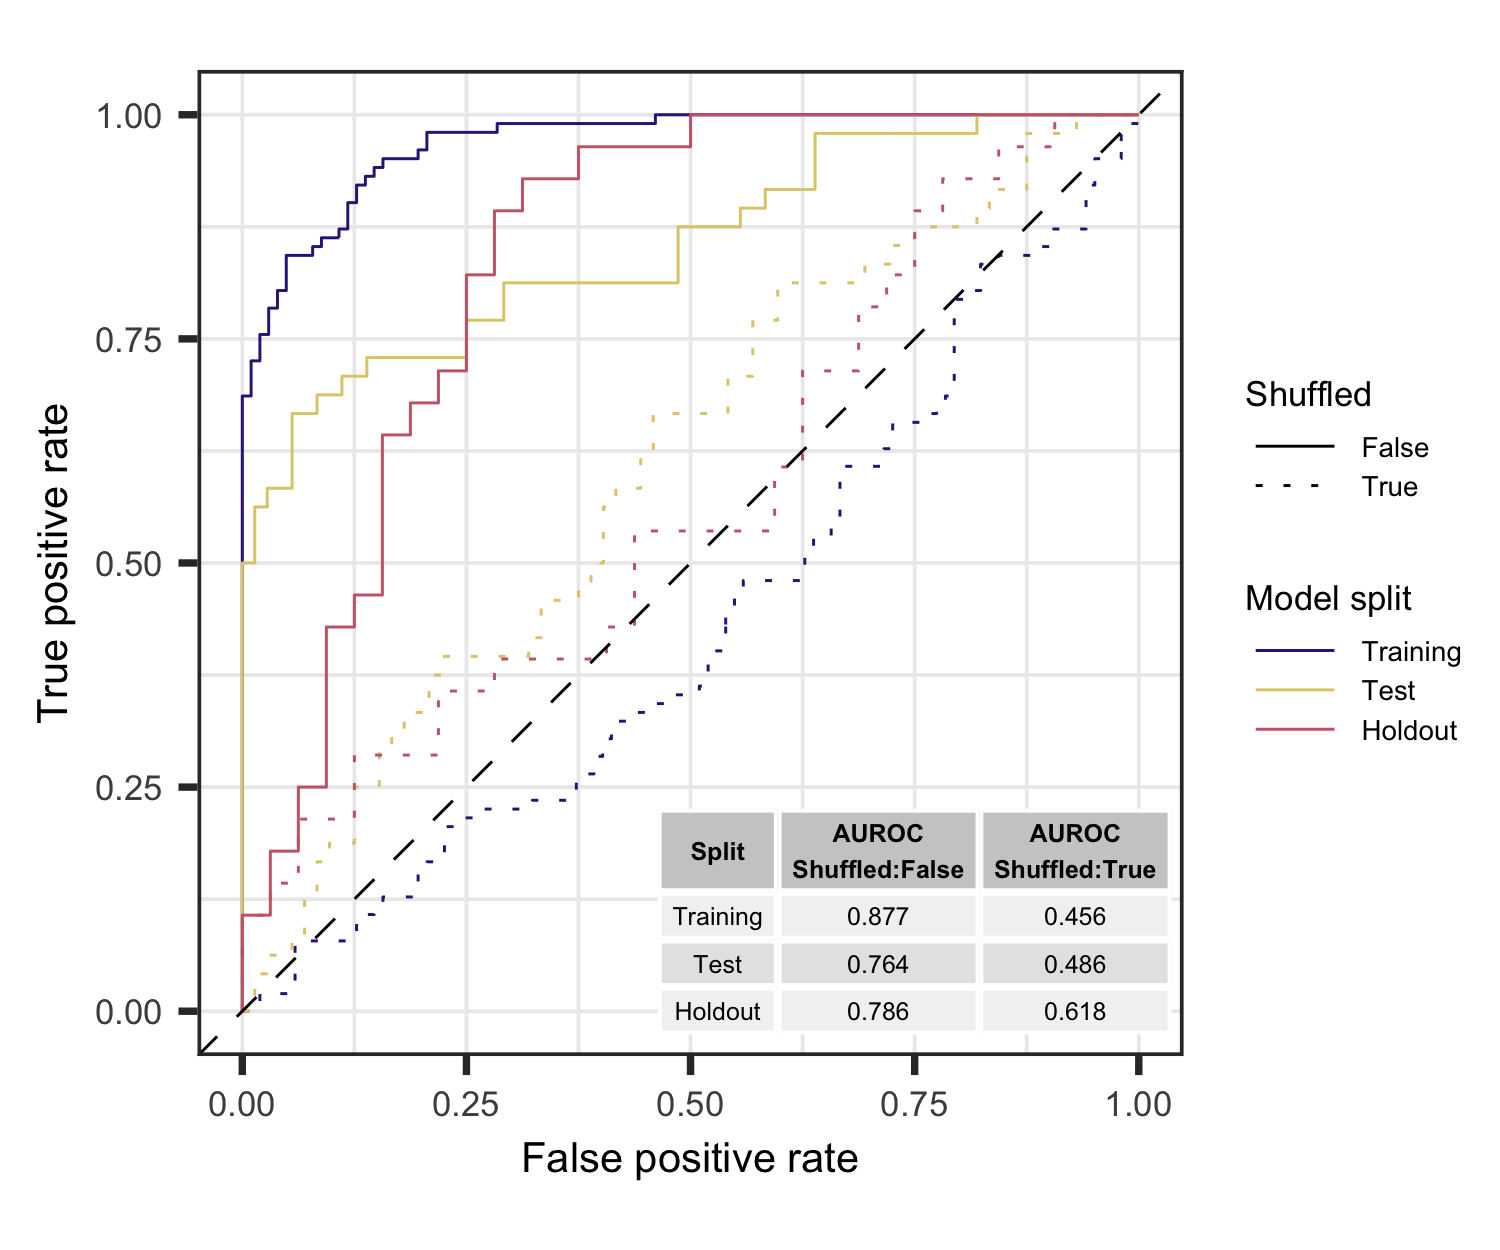 True positive rate
1.00
0.75
0.50
0.25
0.00
0.00 0.25 0.50 0.75 1.00
False positive rate
Split AUROC Shuffled:False AUROC Shuffled:True
Training 0.877 0.456
Test 0.764 0.486
Holdout 0.786 0.618
Shuffled
False
True
Model split
Training
Test
Holdout